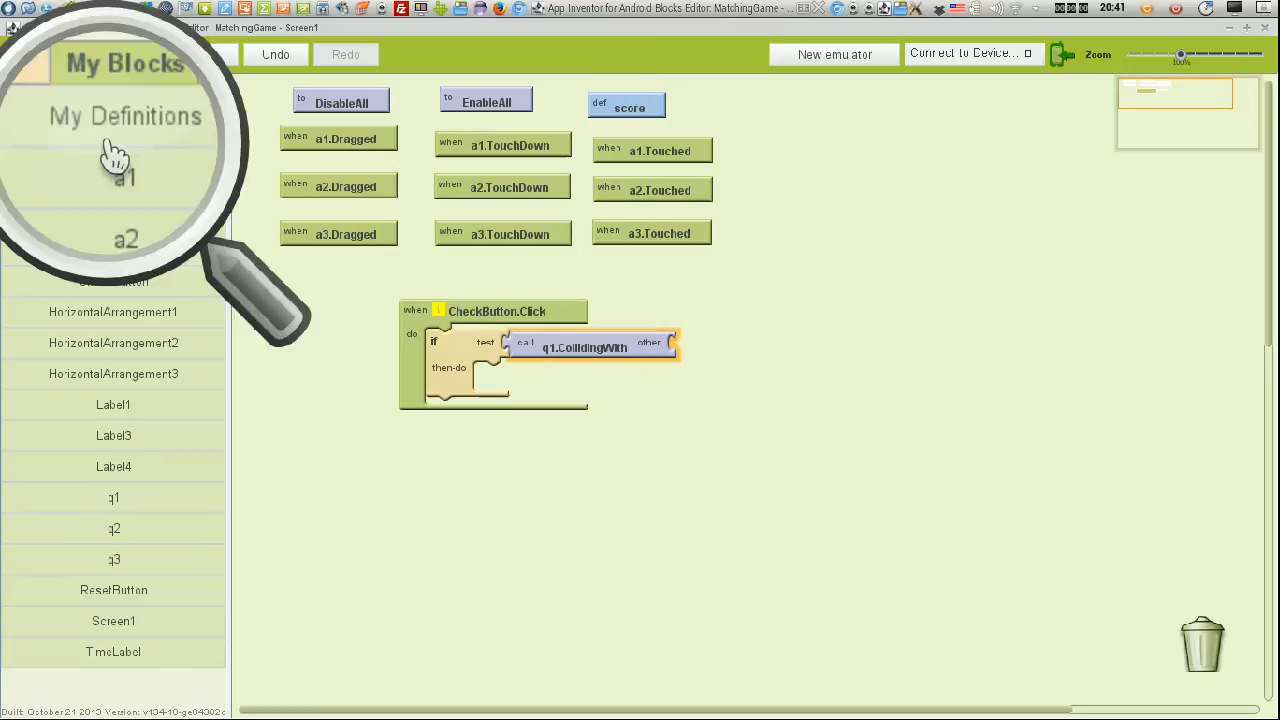 20:41
App Inventor for Android Blocks Editor: MatchingGame -
Editor MatchingGame - Screen1
Undo
Redo
New emulator
Connect to Device...
Zoom
100%
My Blocks
My Definitions
a1
a2
HorizontalArrangement1
HorizontalArrangement2
HorizontalArrangement3
Label1
Label3
Label4
q1
q2
q3
ResetButton
Screen1
TimeLabel
to DisableAll
to EnableAll
def score
when a1.Dragged
when a1.TouchDown
when a1.Touched
when a2.Dragged
when a2.TouchDown
when a2.Touched
when a3.Dragged
when a3.TouchDown
when a3.Touched
when CheckButton.Click
do if test call q1.CollidingWith other
then-do